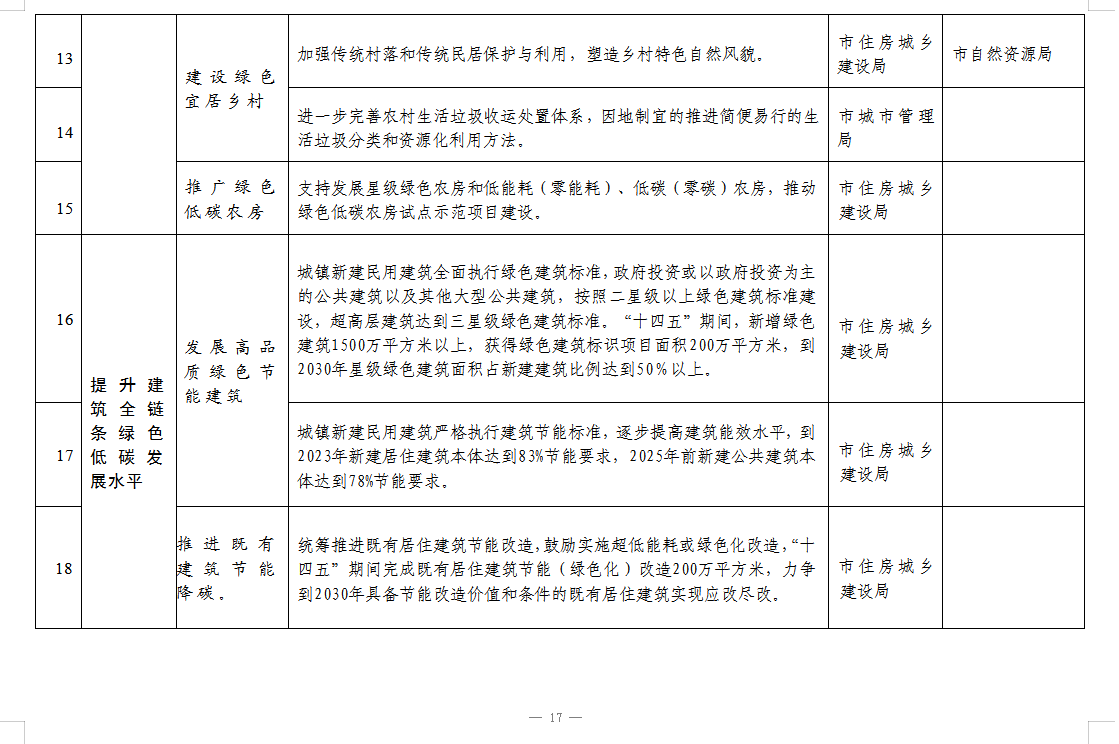 13
建设绿色
宜居乡村
加强传统村落和传统民居保护与利用，塑造乡村特色自然风貌。
市住房城乡
建设局
市自然资源局
14
进一步完善农村生活垃圾收运处置体系，因地制宜的推进简便易行的生
活垃圾分类和资源化利用方法。
市城市管理
局
15
推广绿色
低碳农房
支持发展星级绿色农房和低能耗（零能耗）、低碳（零碳）农房，推动
绿色低碳农房试点示范项目建设。
市住房城乡
建设局
提升建
筑全链
条绿色
低碳发
展水平
16
发展高品
质绿色节
能建筑
城镇新建民用建筑全面执行绿色建筑标准，政府投资或以政府投资为主
的公共建筑以及其他大型公共建筑，按照二星级以上绿色建筑标准建
设，超高层建筑达到三星级绿色建筑标准。“十四五”期间，新增绿色
建筑1500万平方米以上，获得绿色建筑标识项目面积200万平方米，到
2030年星级绿色建筑面积占新建建筑比例达到50%以上。
市住房城乡
建设局
17
城镇新建民用建筑严格执行建筑节能标准，逐步提高建筑能效水平，到
2023年新建居住建筑本体达到83%节能要求，2025年前新建公共建筑本
体达到78%节能要求。
市住房城乡
建设局
18
推进既有
建筑节能
降碳。
统筹推进既有居住建筑节能改造，鼓励实施超低能耗或绿色化改造，“十
四五”期间完成既有居住建筑节能（绿色化）改造200万平方米，力争
到2030年具备节能改造价值和条件的既有居住建筑实现应改尽改。
市住房城乡
建设局
— 17 —